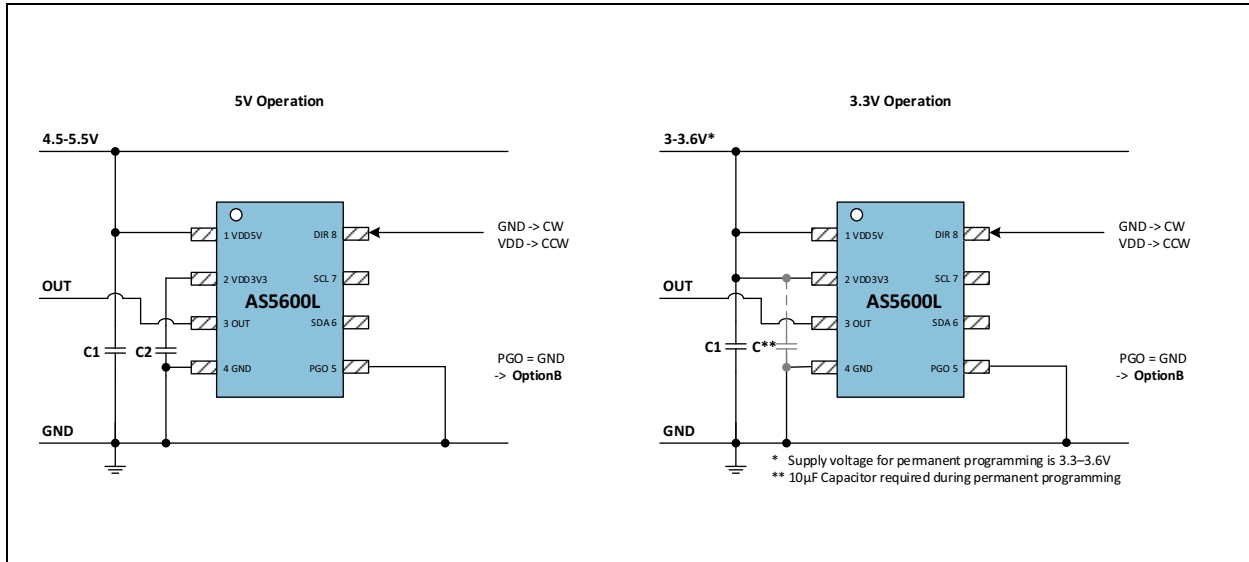 5V Operation
4.5-5.5V
1 VDD5V
DIR 8
GND -> CW
VDD -> CCW
2 VDD3V3
SCL 7
OUT
AS5600L
3 OUT
SDA 6
C1
C2
4 GND
PGO 5
PGO = GND
-> OptionB
GND
3.3V Operation
3-3.6V*
1 VDD5V
DIR 8
GND -> CW
VDD -> CCW
2 VDD3V3
SCL 7
OUT
AS5600L
3 OUT
SDA 6
C1
C**
4 GND
PGO 5
PGO = GND
-> OptionB
GND
* Supply voltage for permanent programming is 3.3–3.6V
** 10µF Capacitor required during permanent programming